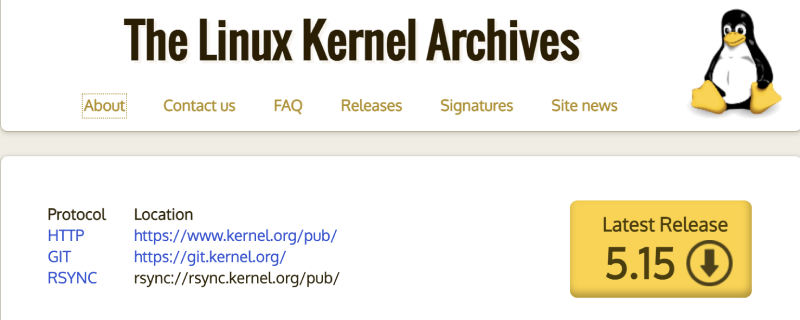 The Linux Kernel Archives
About Contact us FAQ Releases Signatures Site news
Protocol Location
HTTP https://www.kernel.org/pub/
GIT https://git.kernel.org/
RSYNC rsync://rsync.kernel.org/pub/
Latest Release
5.15